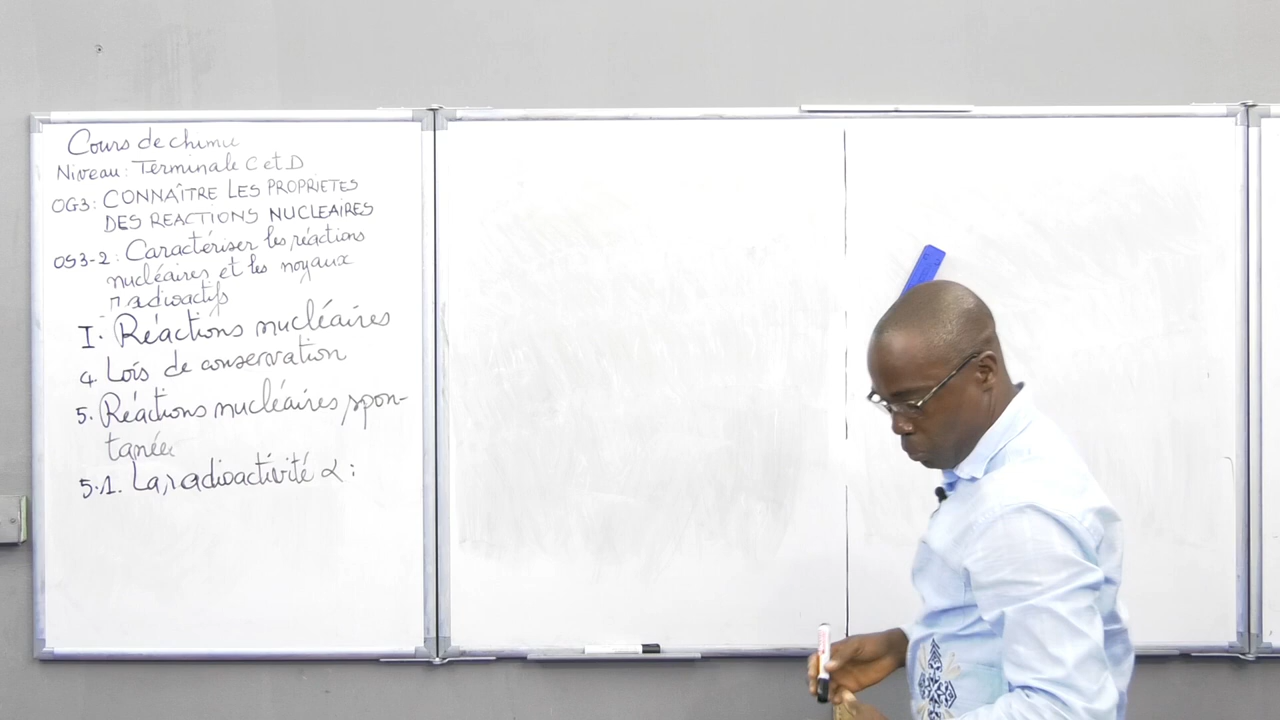 Cours de chimie
Niveau : Terminale C et D
OG3 : CONNAÎTRE LES PROPRIETES
DES REACTIONS NUCLEAIRES
OS3-2 : Caractériser les réactions
nucléaires et les noyaux
radioactifs
I. Réactions nucléaires
4. Lois de conservation
5. Réactions nucléaires spon-
tanées
5.1. La radioactivité α :